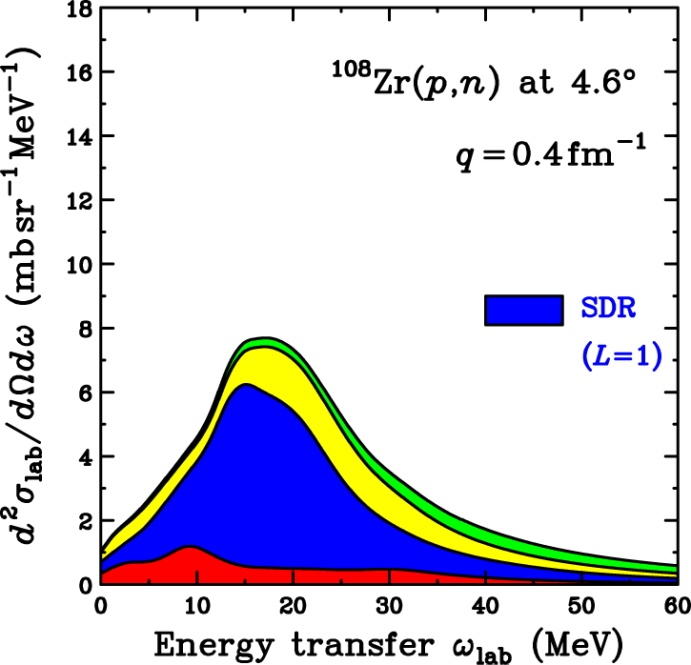 18
16
14
12
10
8
6
4
2
0
d²σlab/dΩdω (mb sr⁻¹ MeV⁻¹)
¹⁰⁸Zr(p,n) at 4.6°
q = 0.4 fm⁻¹
SDR
(L=1)
0 10 20 30 40 50 60
Energy transfer ωlab (MeV)